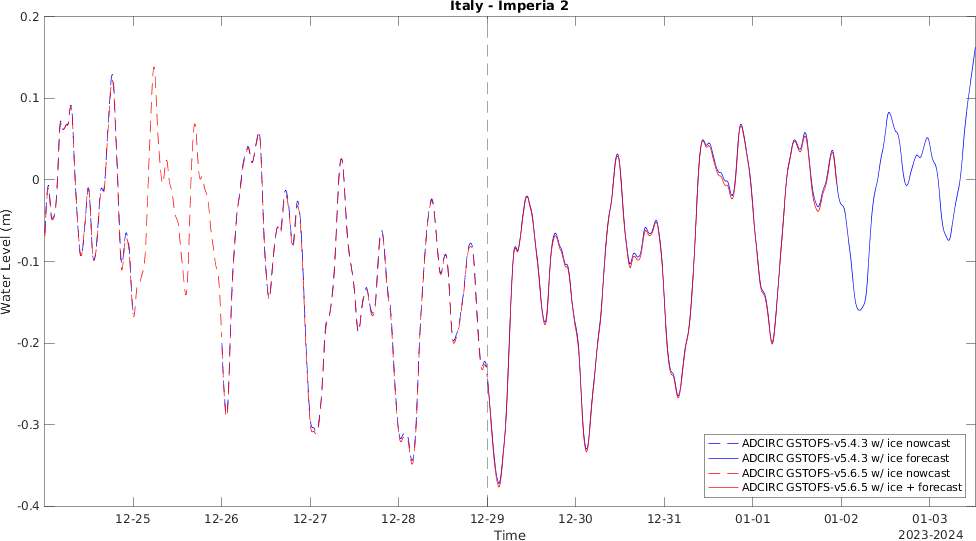 Italy - Imperia 2
Water Level (m)
0.2
0.1
0
-0.1
-0.2
-0.3
-0.4
ADCIRC GSTOFS-v5.4.3 w/ ice nowcast
ADCIRC GSTOFS-v5.4.3 w/ ice forecast
ADCIRC GSTOFS-v5.6.5 w/ ice nowcast
ADCIRC GSTOFS-v5.6.5 w/ ice + forecast
12-25 12-26 12-27 12-28 12-29 12-30 12-31 01-01 01-02 01-03
Time
2023-2024